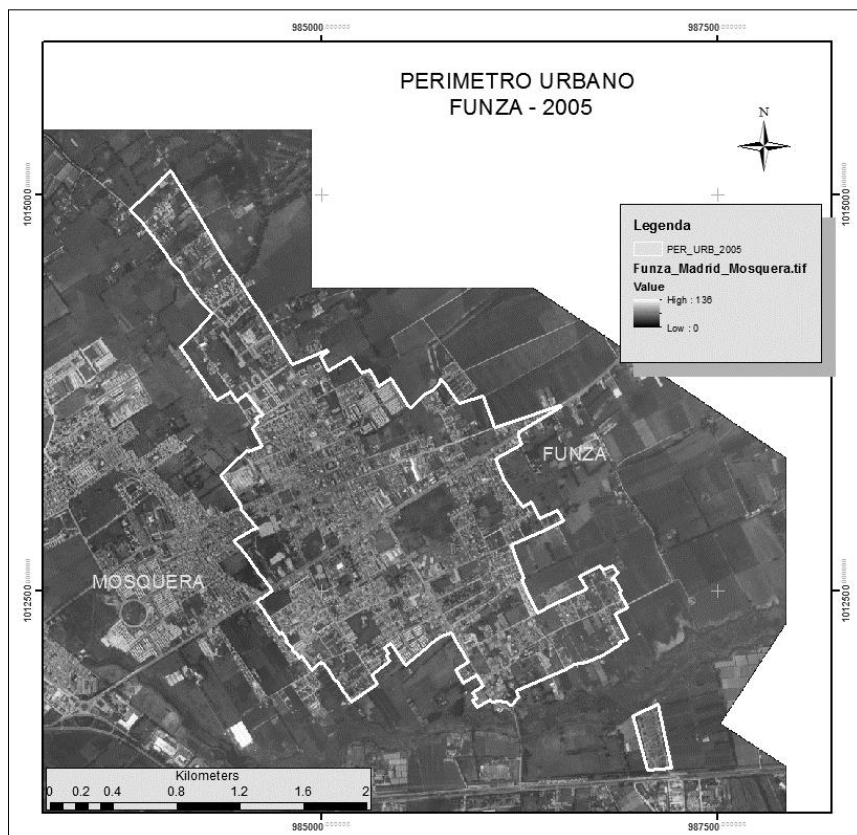 985000
987500
PERIMETRO URBANO
FUNZA - 2005
N
1015000
1015000
Legenda
PER_URB_2005
Funza_Madrid_Mosquera.tif
Value
High : 136
Low : 0
FUNZA
MOSQUERA
1012500
1012500
Kilometers
0 0.2 0.4 0.8 1.2 1.6 2
985000
987500